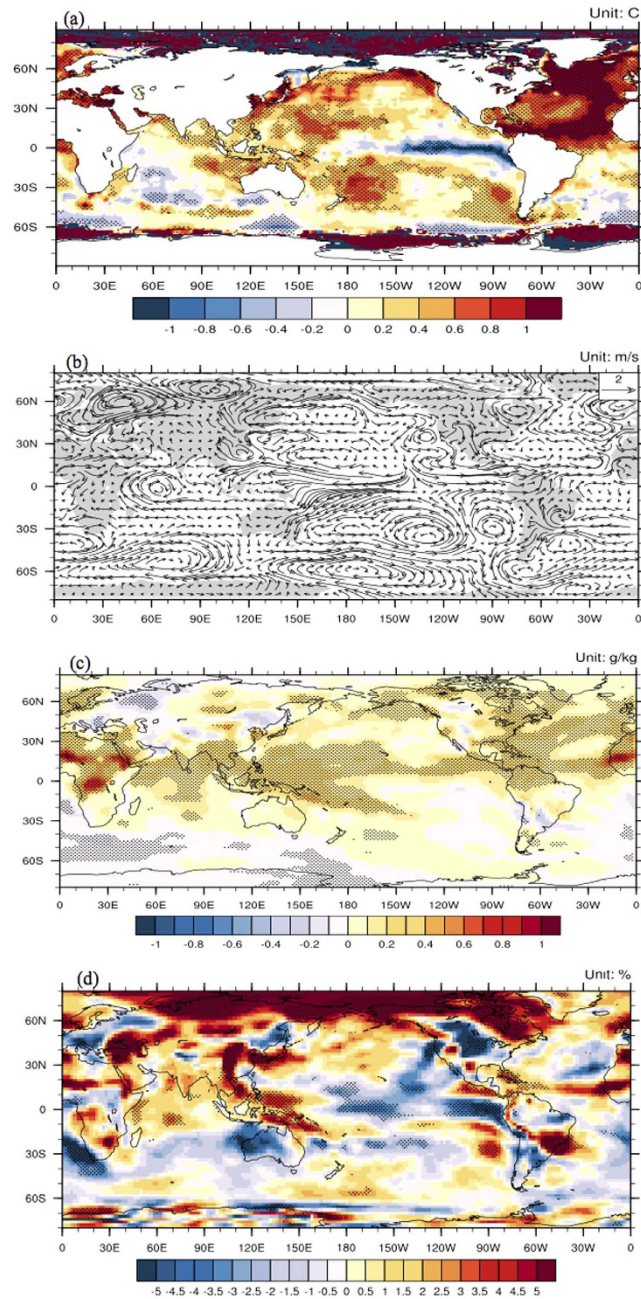 (a) Unit: C
60N
30N
0
30S
60S
0 30E 60E 90E 120E 150E 180 150W 120W 90W 60W 30W 0
-1 -0.8 -0.6 -0.4 -0.2 0 0.2 0.4 0.6 0.8 1
(b) Unit: m/s
2
60N
30N
0
30S
60S
0 30E 60E 90E 120E 150E 180 150W 120W 90W 60W 30W 0
(c) Unit: g/kg
60N
30N
0
30S
60S
0 30E 60E 90E 120E 150E 180 150W 120W 90W 60W 30W 0
-1 -0.8 -0.6 -0.4 -0.2 0 0.2 0.4 0.6 0.8 1
(d) Unit: %
60N
30N
0
30S
60S
0 30E 60E 90E 120E 150E 180 150W 120W 90W 60W 30W 0
-5 -4.5 -4 -3.5 -3 -2.5 -2 -1.5 -1 -0.5 0 0.5 1 1.5 2 2.5 3 3.5 4 4.5 5